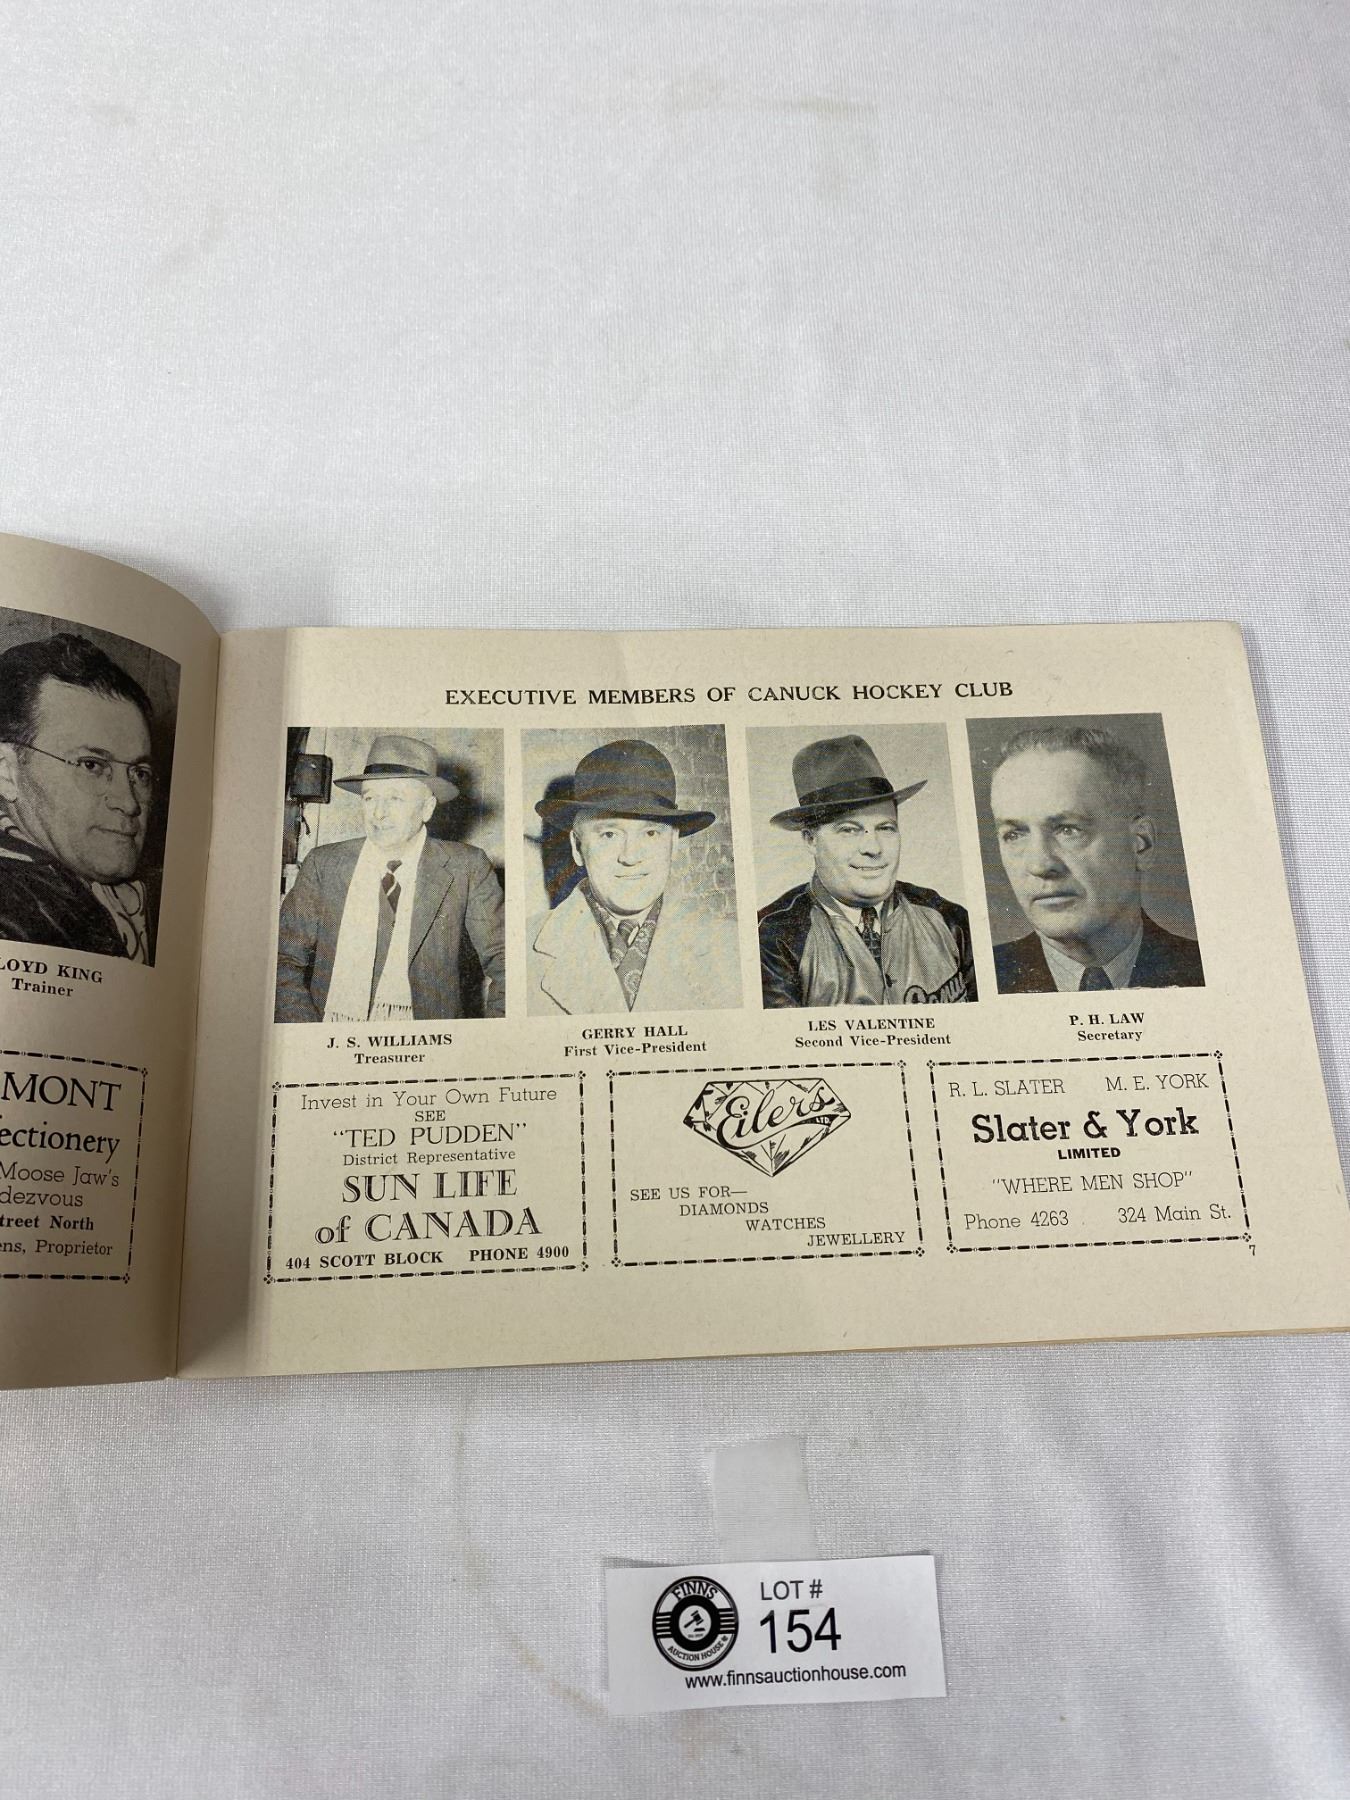 LOYD KING
Trainer
MONT
ectionery
Moose Jaw's
dezvous
treet North
ens, Proprietor
EXECUTIVE MEMBERS OF CANUCK HOCKEY CLUB
J. S. WILLIAMS
Treasurer
GERRY HALL
First Vice-President
LES VALENTINE
Second Vice-President
P. H. LAW
Secretary
Invest in Your Own Future
SEE
"TED PUDDEN"
District Representative
SUN LIFE
of CANADA
404 SCOTT BLOCK PHONE 4900
Eilers
SEE US FOR—
DIAMONDS
WATCHES
JEWELLERY
R. L. SLATER M. E. YORK
Slater & York
LIMITED
"WHERE MEN SHOP"
Phone 4263 324 Main St.
7
FINNS
AUCTION HOUSE
LOT #
154
www.finnsauctionhouse.com